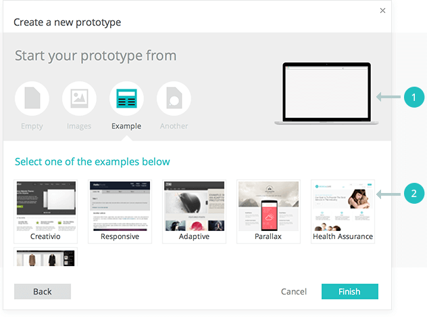 Create a new prototype
×
Start your prototype from
Empty
Images
Example
Another
1
Select one of the examples below
2
Creativio
Responsive
Adaptive
Parallax
Health Assurance
Back
Cancel
Finish